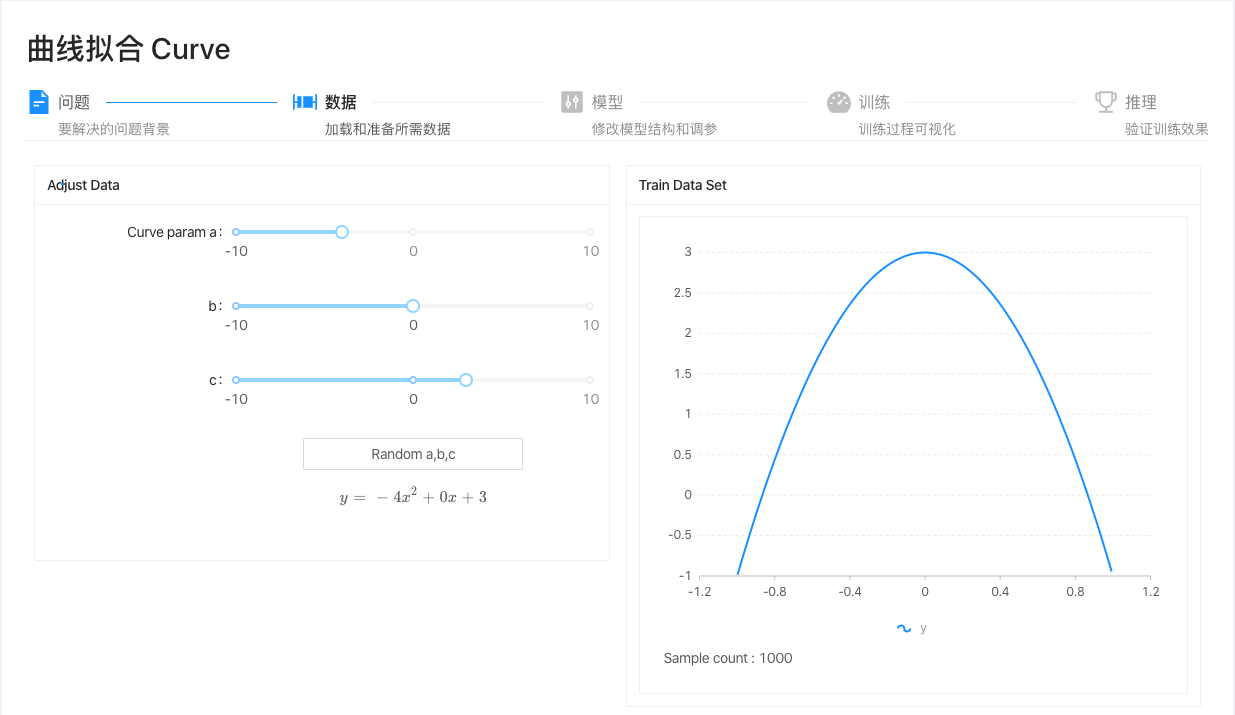 曲线拟合 Curve
问题 数据 模型 训练 推理
要解决的问题背景 加载和准备所需数据 修改模型结构和调参 训练过程可视化 验证训练效果
Adjust Data
Curve param a:
-10 0 10
b:
-10 0 10
c:
-10 0 10
Random a,b,c
y = − 4x² + 0x + 3
Train Data Set
3
2.5
2
1.5
1
0.5
0
-0.5
-1
-1.2 -0.8 -0.4 0 0.4 0.8 1.2
y
Sample count : 1000